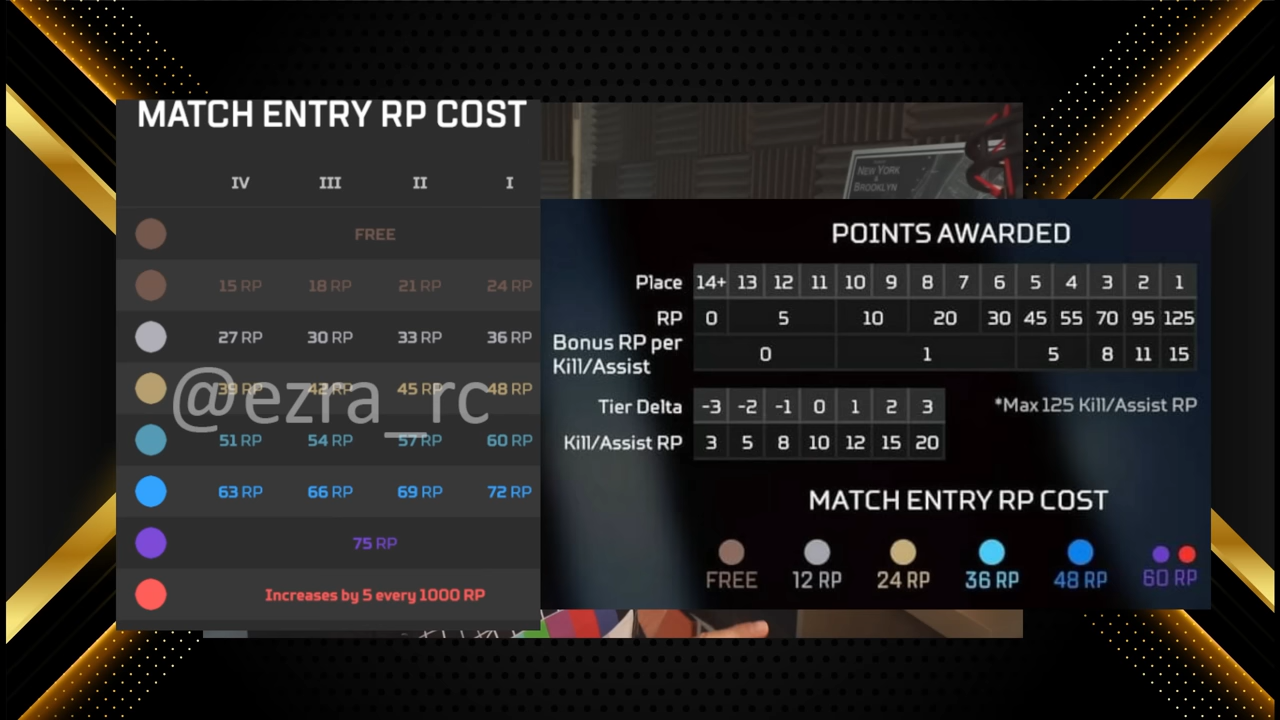 MATCH ENTRY RP COST
IV III II I
FREE
15 RP 18 RP 21 RP 24 RP
27 RP 30 RP 33 RP 36 RP
39 RP 42 RP 45 RP 48 RP
@ezra_rc
51 RP 54 RP 57 RP 60 RP
63 RP 66 RP 69 RP 72 RP
75 RP
Increases by 5 every 1000 RP
NEW YORK
BROOKLYN
POINTS AWARDED
Place 14+ 13 12 11 10 9 8 7 6 5 4 3 2 1
RP 0 5 10 20 30 45 55 70 95 125
Bonus RP per
Kill/Assist 0 1 5 8 11 15
Tier Delta -3 -2 -1 0 1 2 3 *Max 125 Kill/Assist RP
Kill/Assist RP 3 5 8 10 12 15 20
MATCH ENTRY RP COST
FREE 12 RP 24 RP 36 RP 48 RP 60 RP